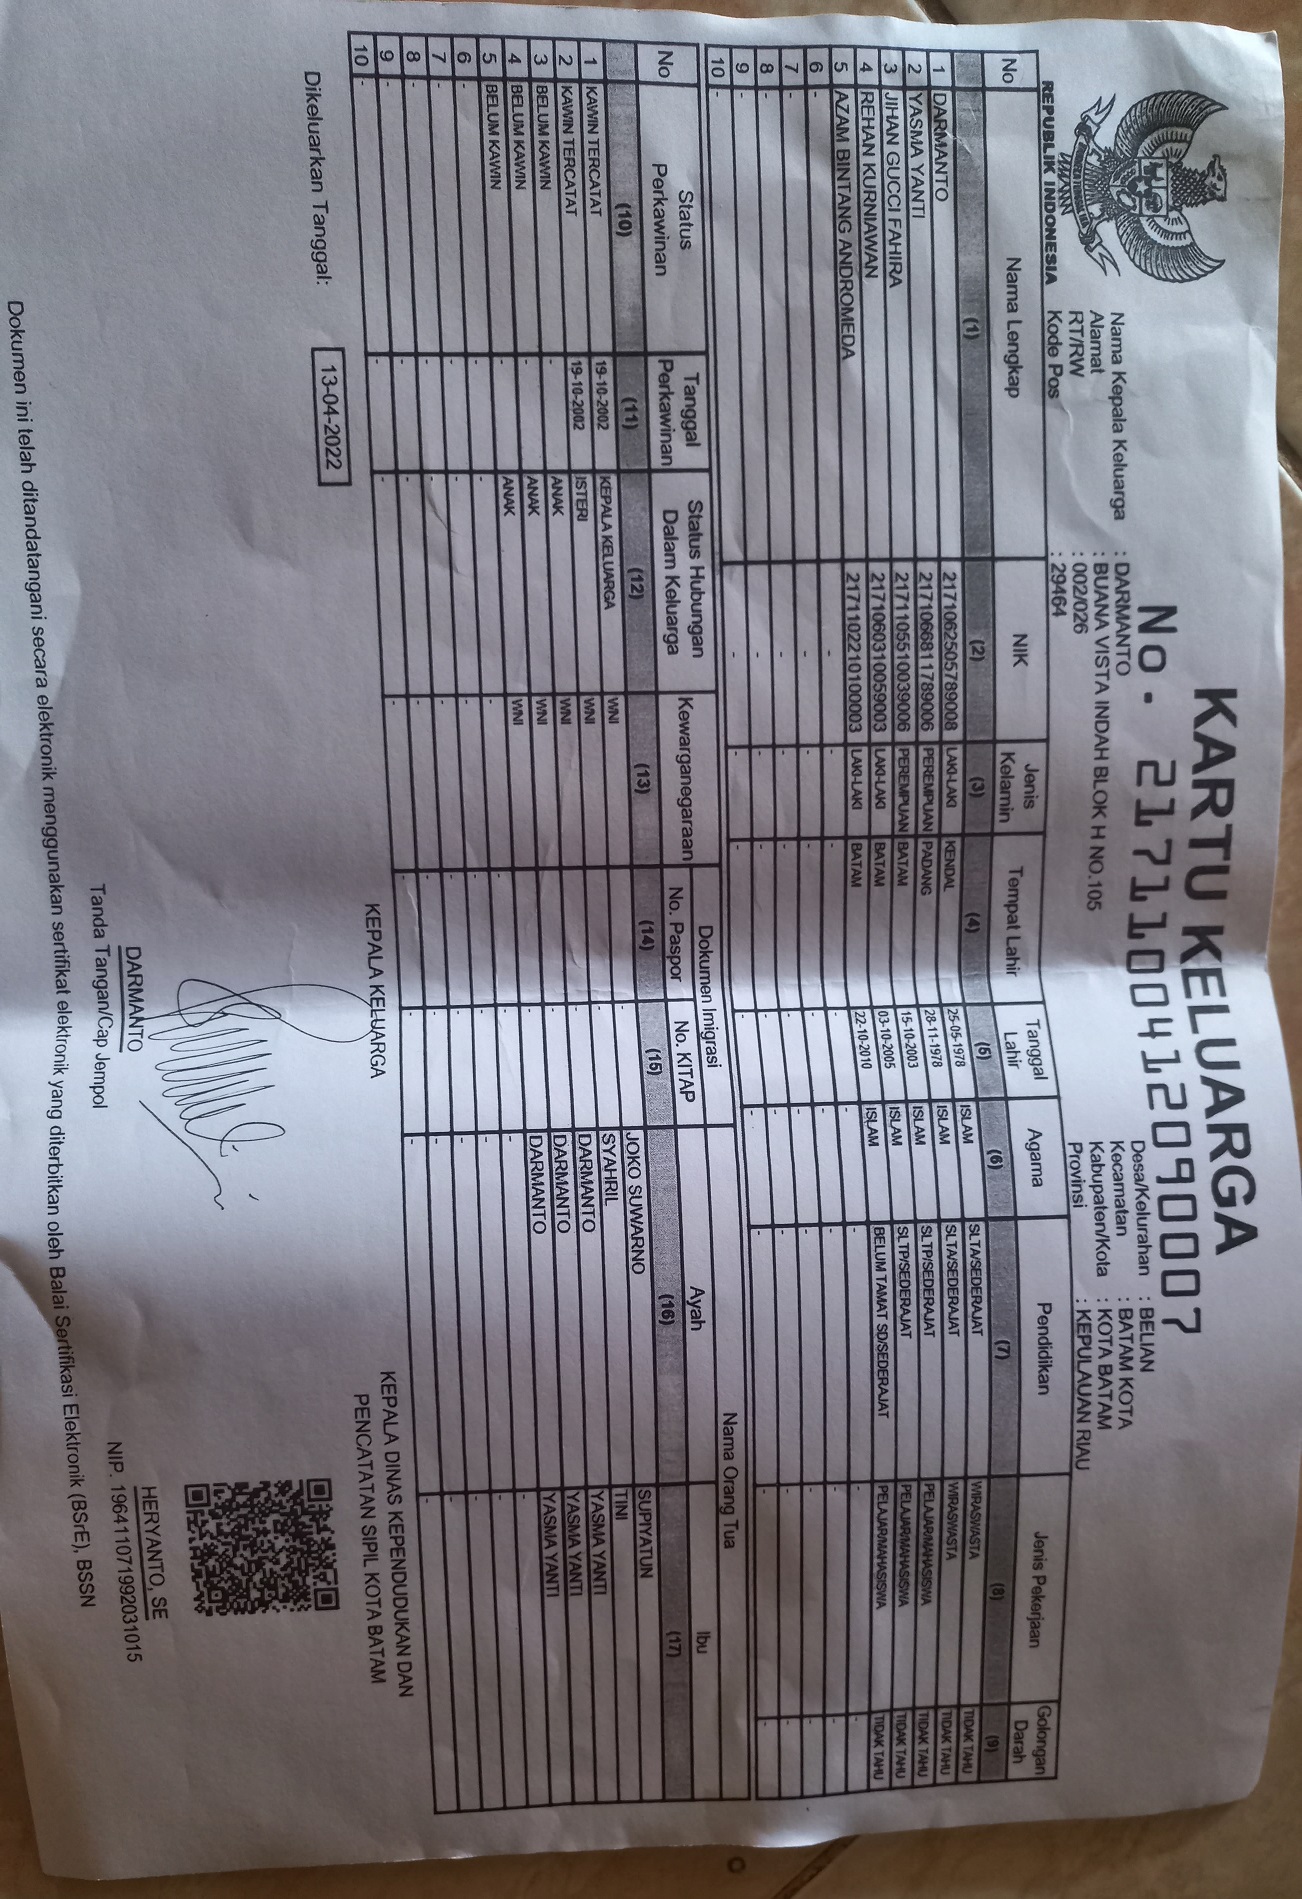 KARTU KELUARGA
No. 2171100412090007
REPUBLIK INDONESIA
Nama Kepala Keluarga : DARMANTO
Alamat : BUANA VISTA INDAH BLOK H NO.105
RT/RW : 002/026
Kode Pos : 29464
Desa/Kelurahan : BELIAN
Kecamatan : BATAM KOTA
Kabupaten/Kota : KOTA BATAM
Provinsi : KEPULAUAN RIAU
No Nama Lengkap NIK Jenis Kelamin Tempat Lahir Tanggal Lahir Agama Pendidikan Jenis Pekerjaan Golongan Darah
(1) (2) (3) (4) (5) (6) (7) (8) (9)
1 DARMANTO 2171062505789008 LAKI-LAKI KENDAL 25-05-1978 ISLAM SLTA/SEDERAJAT WIRASWASTA TIDAK TAHU
2 YASMA YANTI 2171066811789006 PEREMPUAN PADANG 28-11-1978 ISLAM SLTA/SEDERAJAT WIRASWASTA TIDAK TAHU
3 JIHAN GUCCI FAHIRA 2171105510039006 PEREMPUAN BATAM 15-10-2003 ISLAM SLTP/SEDERAJAT PELAJAR/MAHASISWA TIDAK TAHU
4 REHAN KURNIAWAN 2171060310059003 LAKI-LAKI BATAM 03-10-2005 ISLAM SLTP/SEDERAJAT PELAJAR/MAHASISWA TIDAK TAHU
5 AZAM BINTANG ANDROMEDA 2171102210100003 LAKI-LAKI BATAM 22-10-2010 ISLAM BELUM TAMAT SD/SEDERAJAT PELAJAR/MAHASISWA TIDAK TAHU
6 - - - - - - - - -
7 - - - - - - - - -
8 - - - - - - - - -
9 - - - - - - - - -
10 - - - - - - - - -
No Status Perkawinan Tanggal Perkawinan Status Hubungan Dalam Keluarga Kewarganegaraan Dokumen Imigrasi Nama Orang Tua
No. Paspor No. KITAP Ayah Ibu
(10) (11) (12) (13) (14) (15) (16) (17)
1 KAWIN TERCATAT 19-10-2002 KEPALA KELUARGA WNI - - JOKO SUWARNO SUPIYATUN
2 KAWIN TERCATAT 19-10-2002 ISTERI WNI - - SYAHRIL TINI
3 BELUM KAWIN - ANAK WNI - - DARMANTO YASMA YANTI
4 BELUM KAWIN - ANAK WNI - - DARMANTO YASMA YANTI
5 BELUM KAWIN - ANAK WNI - - DARMANTO YASMA YANTI
6 - - - - - - - -
7 - - - - - - - -
8 - - - - - - - -
9 - - - - - - - -
10 - - - - - - - -
Dikeluarkan Tanggal: 13-04-2022
KEPALA KELUARGA
DARMANTO
Tanda Tangan/Cap Jempol
KEPALA DINAS KEPENDUDUKAN DAN
PENCATATAN SIPIL KOTA BATAM
HERYANTO, SE
NIP. 196411071992031015
Dokumen ini telah ditandatangani secara elektronik menggunakan sertifikat elektronik yang diterbitkan oleh Balai Sertifikasi Elektronik (BSrE), BSSN